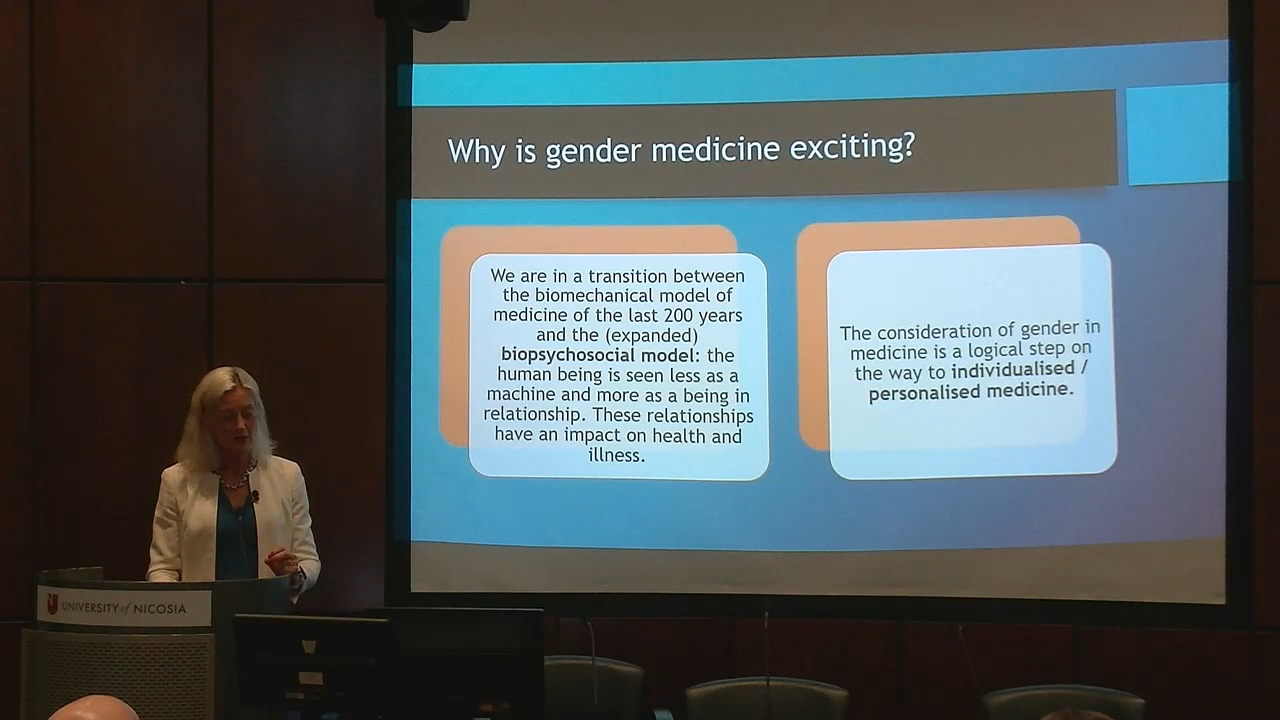 Why is gender medicine exciting?
We are in a transition between
the biomechanical model of
medicine of the last 200 years
and the (expanded)
biopsychosocial model: the
human being is seen less as a
machine and more as a being in
relationship. These relationships
have an impact on health and
illness.
The consideration of gender in
medicine is a logical step on
the way to individualised /
personalised medicine.
UNIVERSITY of NICOSIA